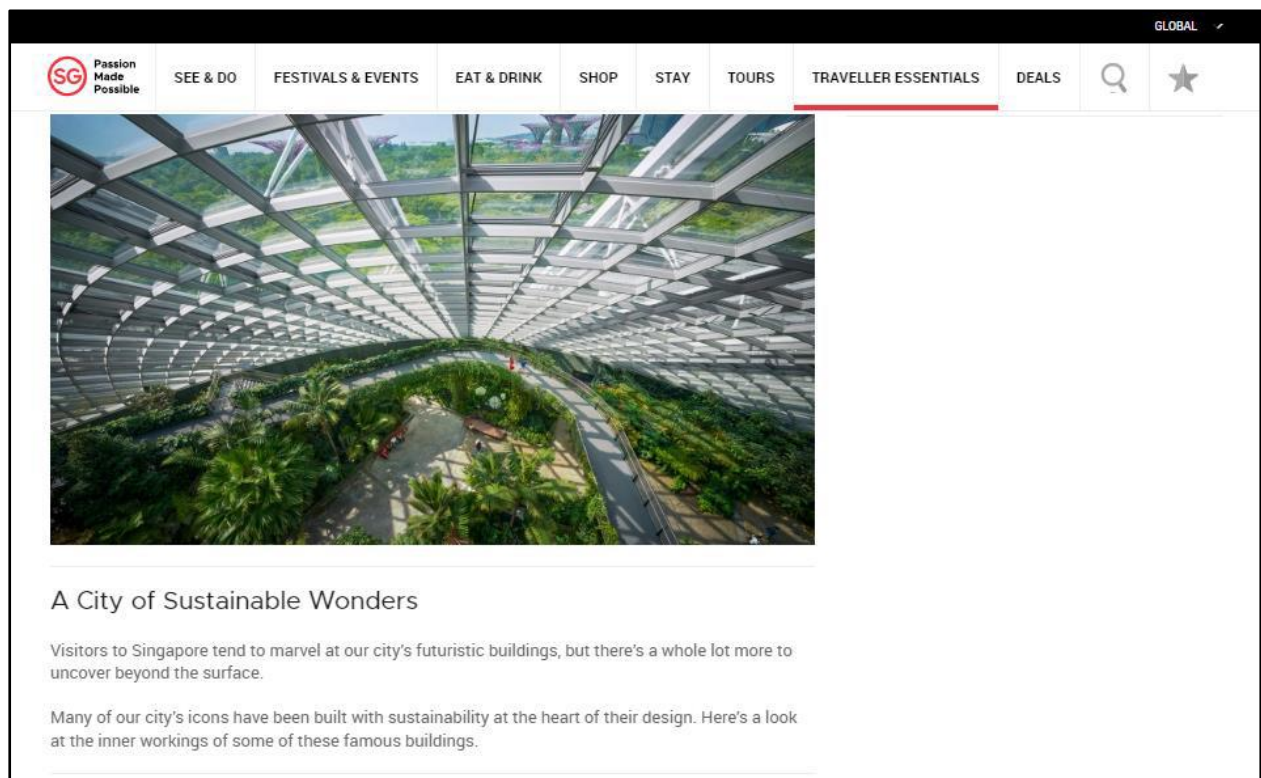 GLOBAL
SG
Passion
Made
Possible
SEE & DO
FESTIVALS & EVENTS
EAT & DRINK
SHOP
STAY
TOURS
TRAVELLER ESSENTIALS
DEALS
A City of Sustainable Wonders
Visitors to Singapore tend to marvel at our city's futuristic buildings, but there's a whole lot more to
uncover beyond the surface.
Many of our city's icons have been built with sustainability at the heart of their design. Here's a look
at the inner workings of some of these famous buildings.